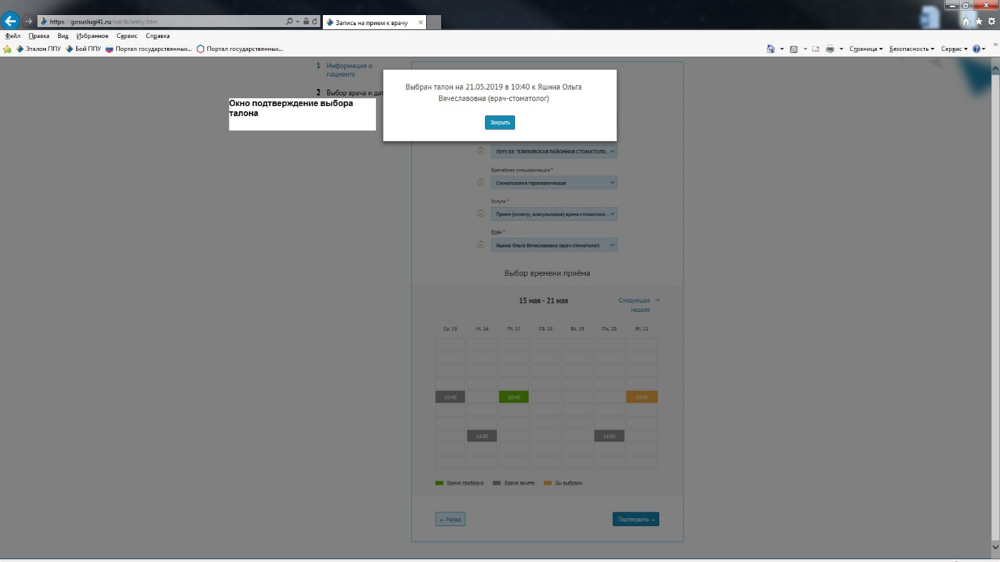 https://gosuslugi41.ru/nd/lk/entry.htm
Запись на прием к врачу
Файл Правка Вид Избранное Сервис Справка
Эталон ППУ Бой ППУ Портал государственных... Портал государственных... Страница Безопасность Сервис
1 Информация о
пациенте
2 Выбор врача и дат
Окно подтверждение выбора
талона
Выбран талон на 21.05.2019 в 10:40 к Яшина Ольга
Вячеславовна (врач-стоматолог)
Закрыть
ГБУЗ КК "ЕЛИЗОВСКАЯ РАЙОННАЯ СТОМАТОЛО...
Врачебная специализация *
Стоматология терапевтическая
Услуга *
Прием (осмотр, консультация) врача-стоматолог...
Врач *
Яшина Ольга Вячеславовна (врач-стоматолог)
Выбор времени приёма
15 мая - 21 мая
Следующая →
неделя
Ср, 15 Чт, 16 Пт, 17 Сб, 18 Вс, 19 Пн, 20 Вт, 21
10:40 10:40 10:40
14:00 14:00
Время свободно Время занято Вы выбрали
← Назад Подтвердить →